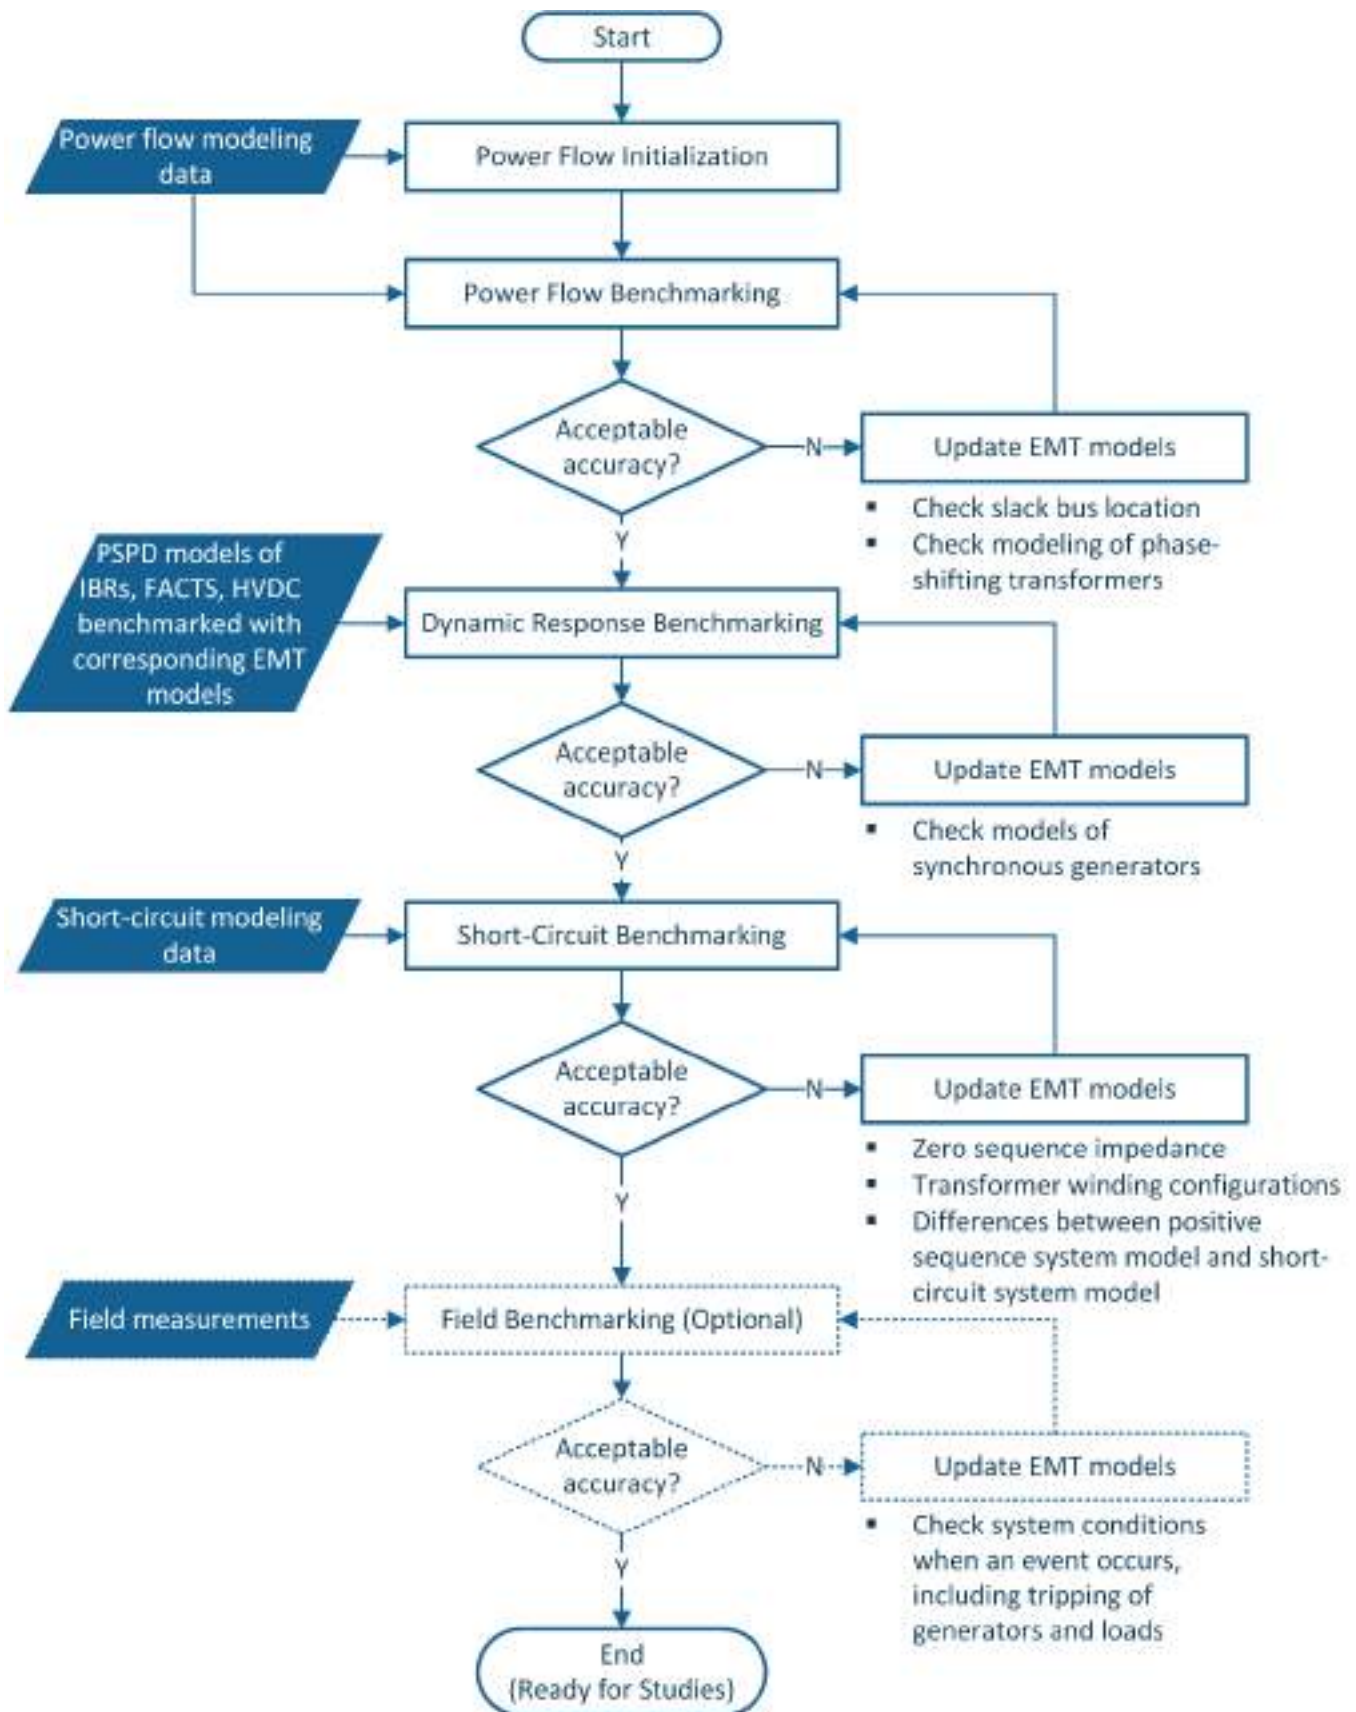 Start
Power flow modeling
data
Power Flow Initialization
Power Flow Benchmarking
Acceptable
accuracy?
N
Update EMT models
▪ Check slack bus location
▪ Check modeling of phase-
shifting transformers
Y
PSPD models of
IBRs, FACTS, HVDC
benchmarked with
corresponding EMT
models
Dynamic Response Benchmarking
Acceptable
accuracy?
N
Update EMT models
▪ Check models of
synchronous generators
Y
Short-circuit modeling
data
Short-Circuit Benchmarking
Acceptable
accuracy?
N
Update EMT models
▪ Zero sequence impedance
▪ Transformer winding configurations
▪ Differences between positive
sequence system model and short-
circuit system model
Y
Field measurements
Field Benchmarking (Optional)
Acceptable
accuracy?
N
Update EMT models
▪ Check system conditions
when an event occurs,
including tripping of
generators and loads
Y
End
(Ready for Studies)